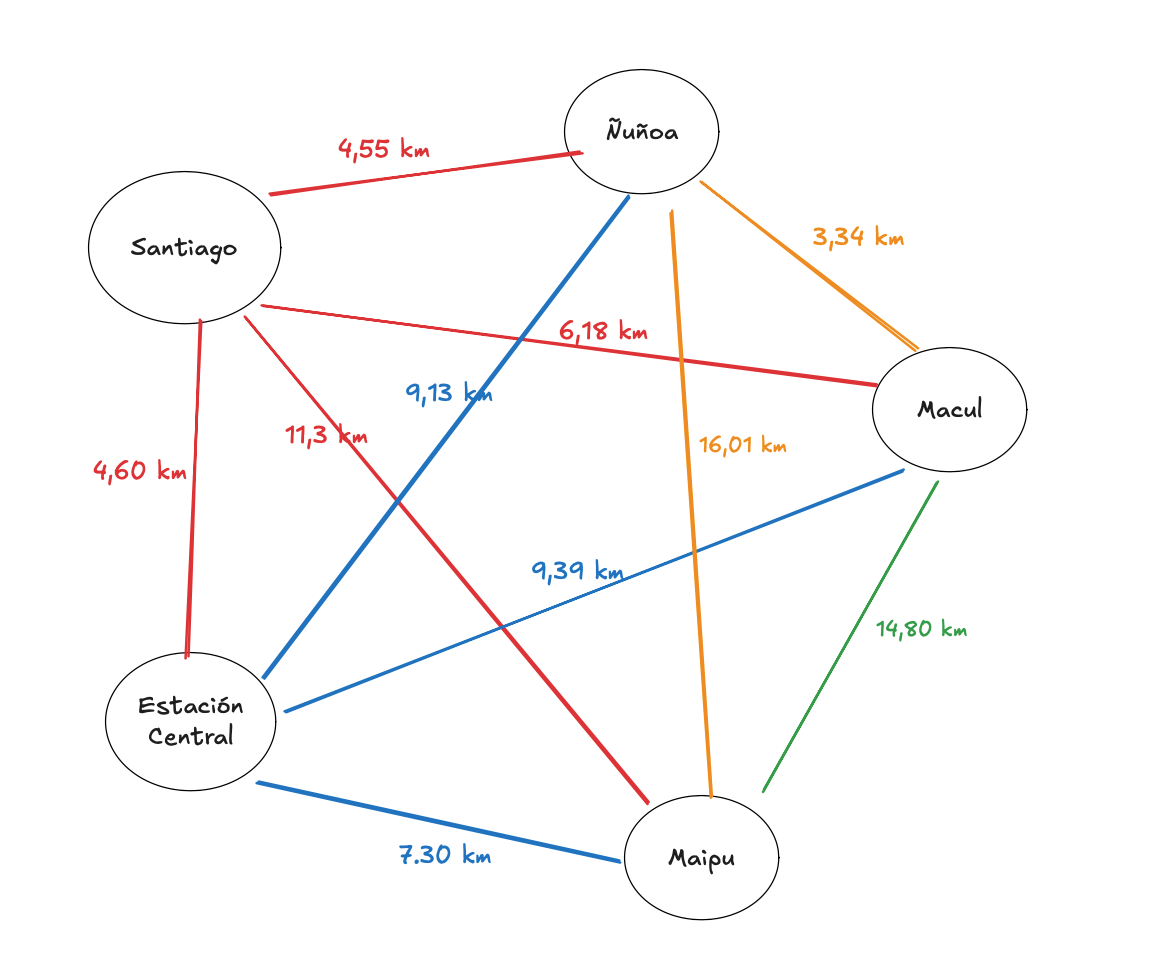 Ñuñoa
4,55 km
Santiago
3,34 km
6,18 km
9,13 km
Macul
11,3 km
16,01 km
4,60 km
9,39 km
14,80 km
Estación
Central
7.30 km
Maipu